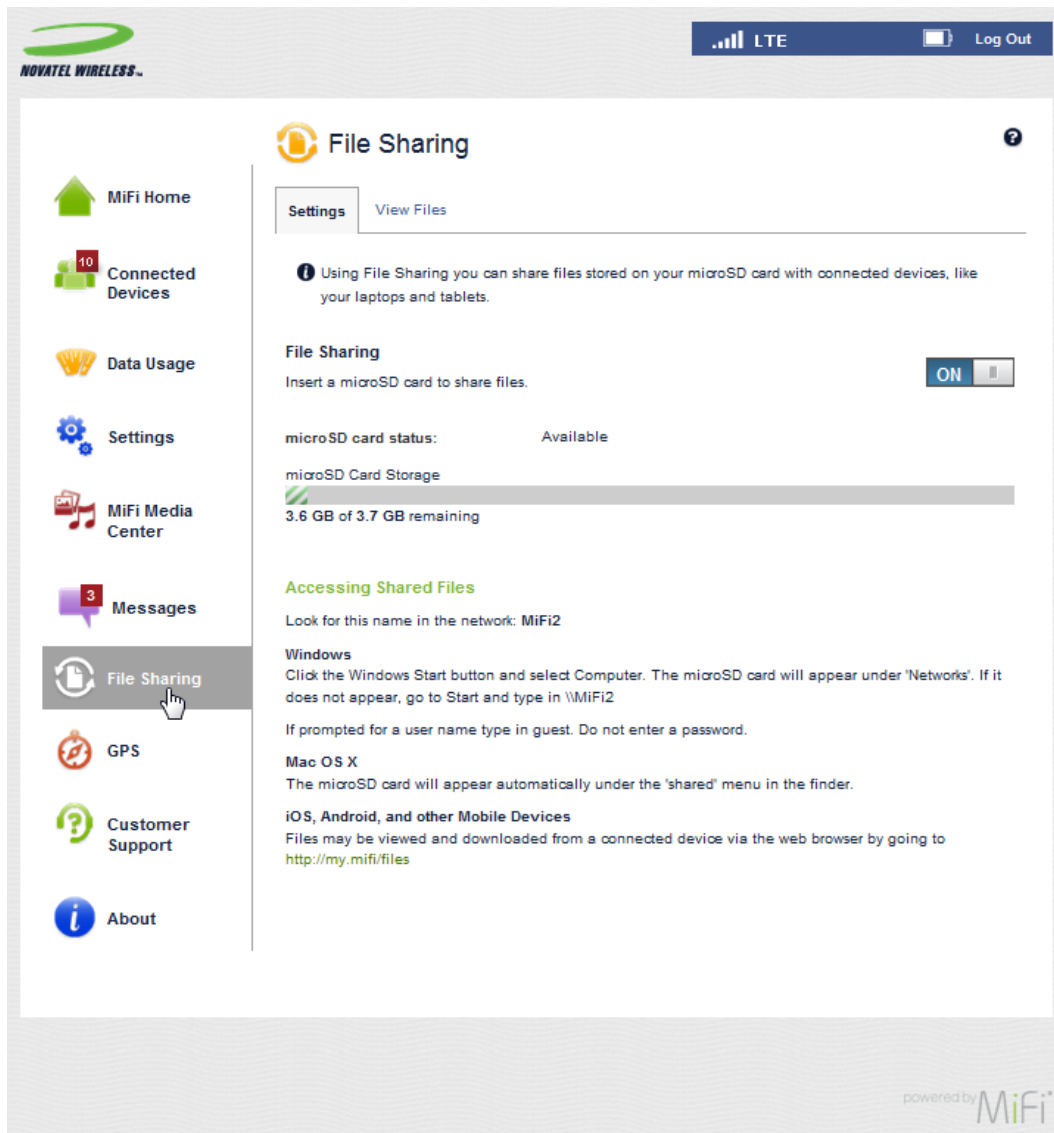 LTE
Log Out
NOVATEL WIRELESS™
File Sharing
MiFi Home
Settings
View Files
10
Connected
Devices
Using File Sharing you can share files stored on your microSD card with connected devices, like
your laptops and tablets.
Data Usage
File Sharing
Insert a microSD card to share files.
ON
Settings
microSD card status:
Available
microSD Card Storage
3.6 GB of 3.7 GB remaining
MiFi Media
Center
3
Messages
Accessing Shared Files
Look for this name in the network: MiFi2
Windows
Click the Windows Start button and select Computer. The microSD card will appear under 'Networks'. If it
does not appear, go to Start and type in \\MiFi2
If prompted for a user name type in guest. Do not enter a password.
File Sharing
GPS
Mac OS X
The microSD card will appear automatically under the 'shared' menu in the finder.
iOS, Android, and other Mobile Devices
Files may be viewed and downloaded from a connected device via the web browser by going to
http://my.mifi/files
Customer
Support
About
powered by MiFi